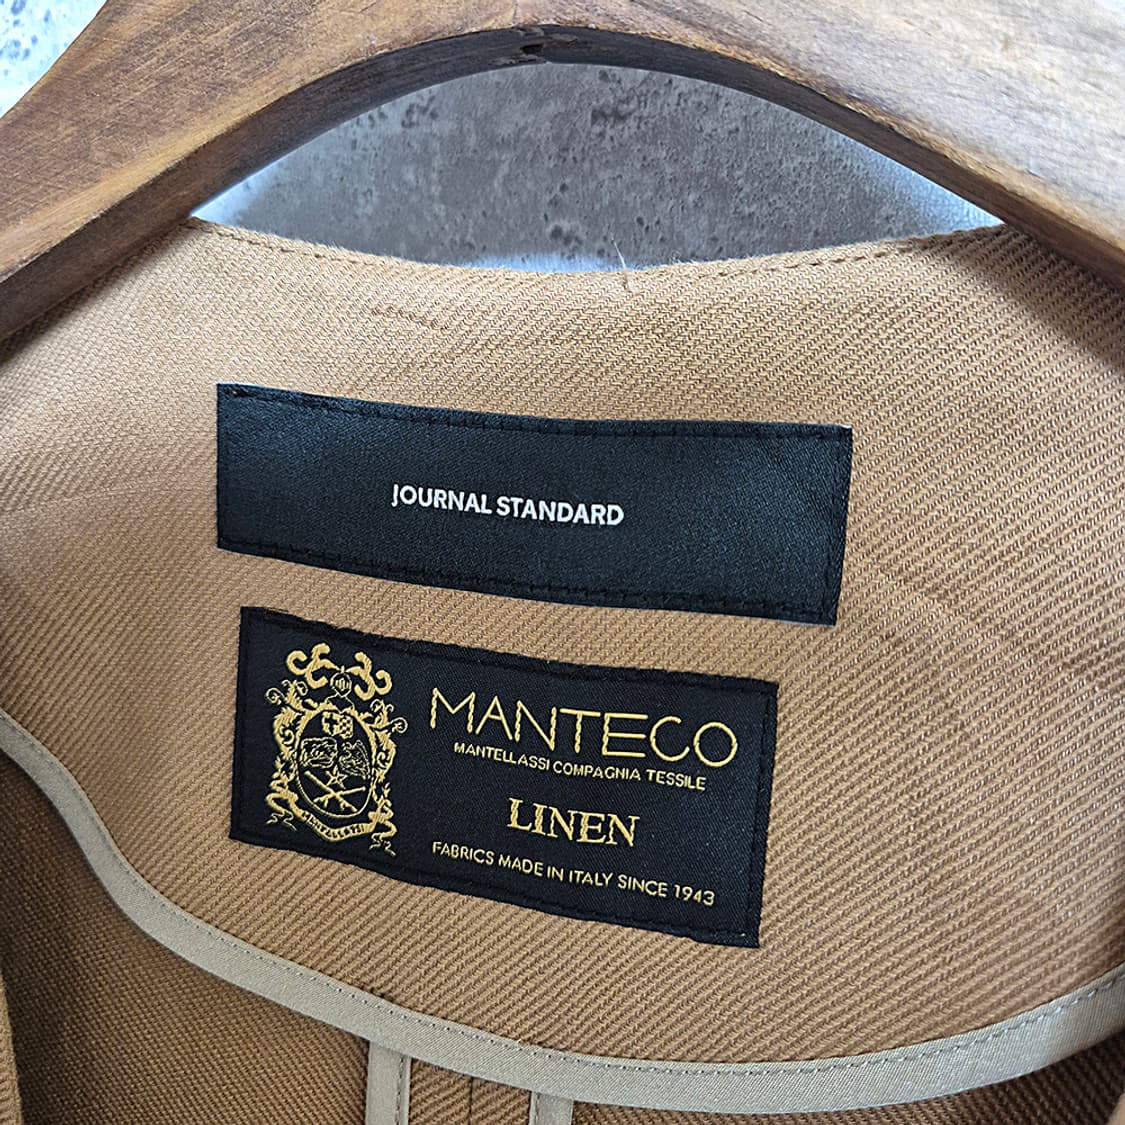 JOURNAL STANDARD
MANTECO
MANTELLASSI COMPAGNIA TESSILE
LINEN
FABRICS MADE IN ITALY SINCE 1943